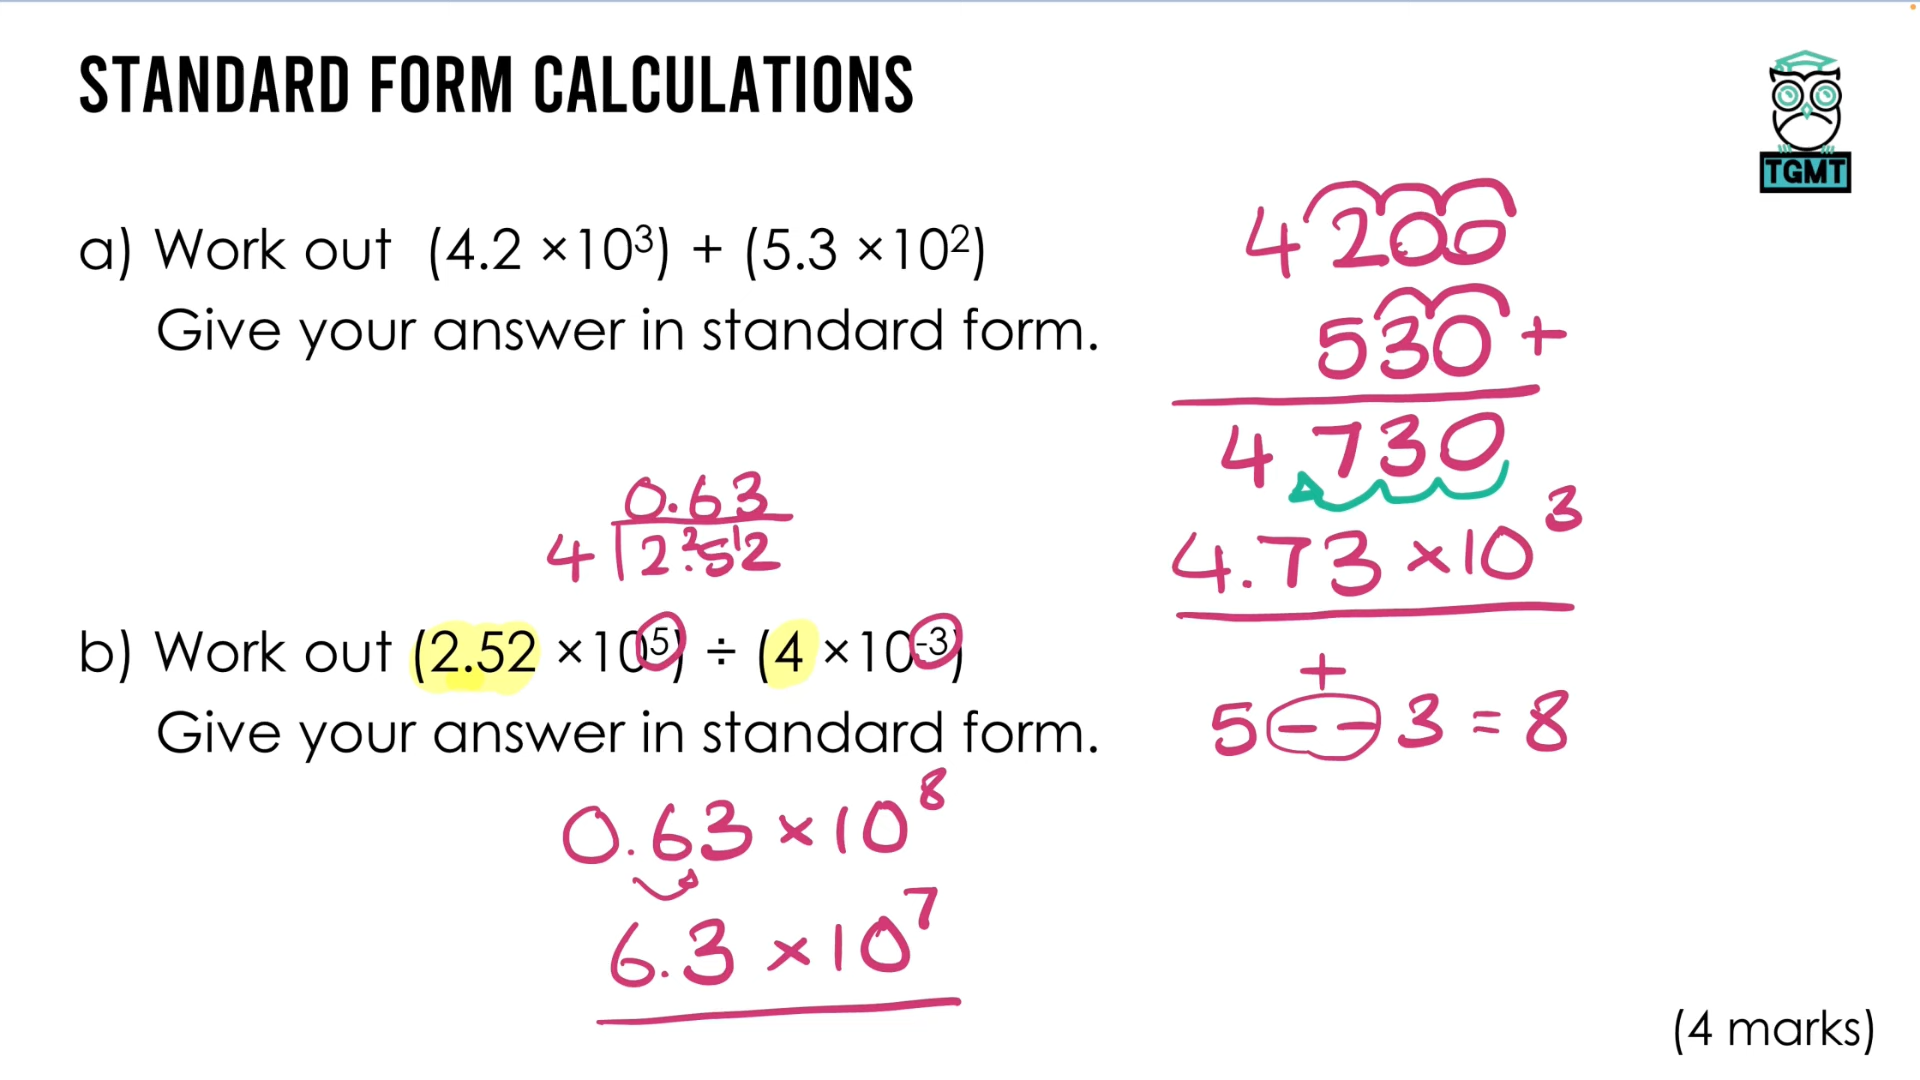 STANDARD FORM CALCULATIONS
TGMT
a) Work out (4.2 ×10³) + (5.3 ×10²)
Give your answer in standard form.
4200
530 +
4730
4.73 ×10³
0.63
4 2.²5¹2
b) Work out (2.52 ×10⁵) ÷ (4 ×10⁻³)
Give your answer in standard form.
+
5 - - 3 = 8
0.63 ×10⁸
6.3 ×10⁷
(4 marks)